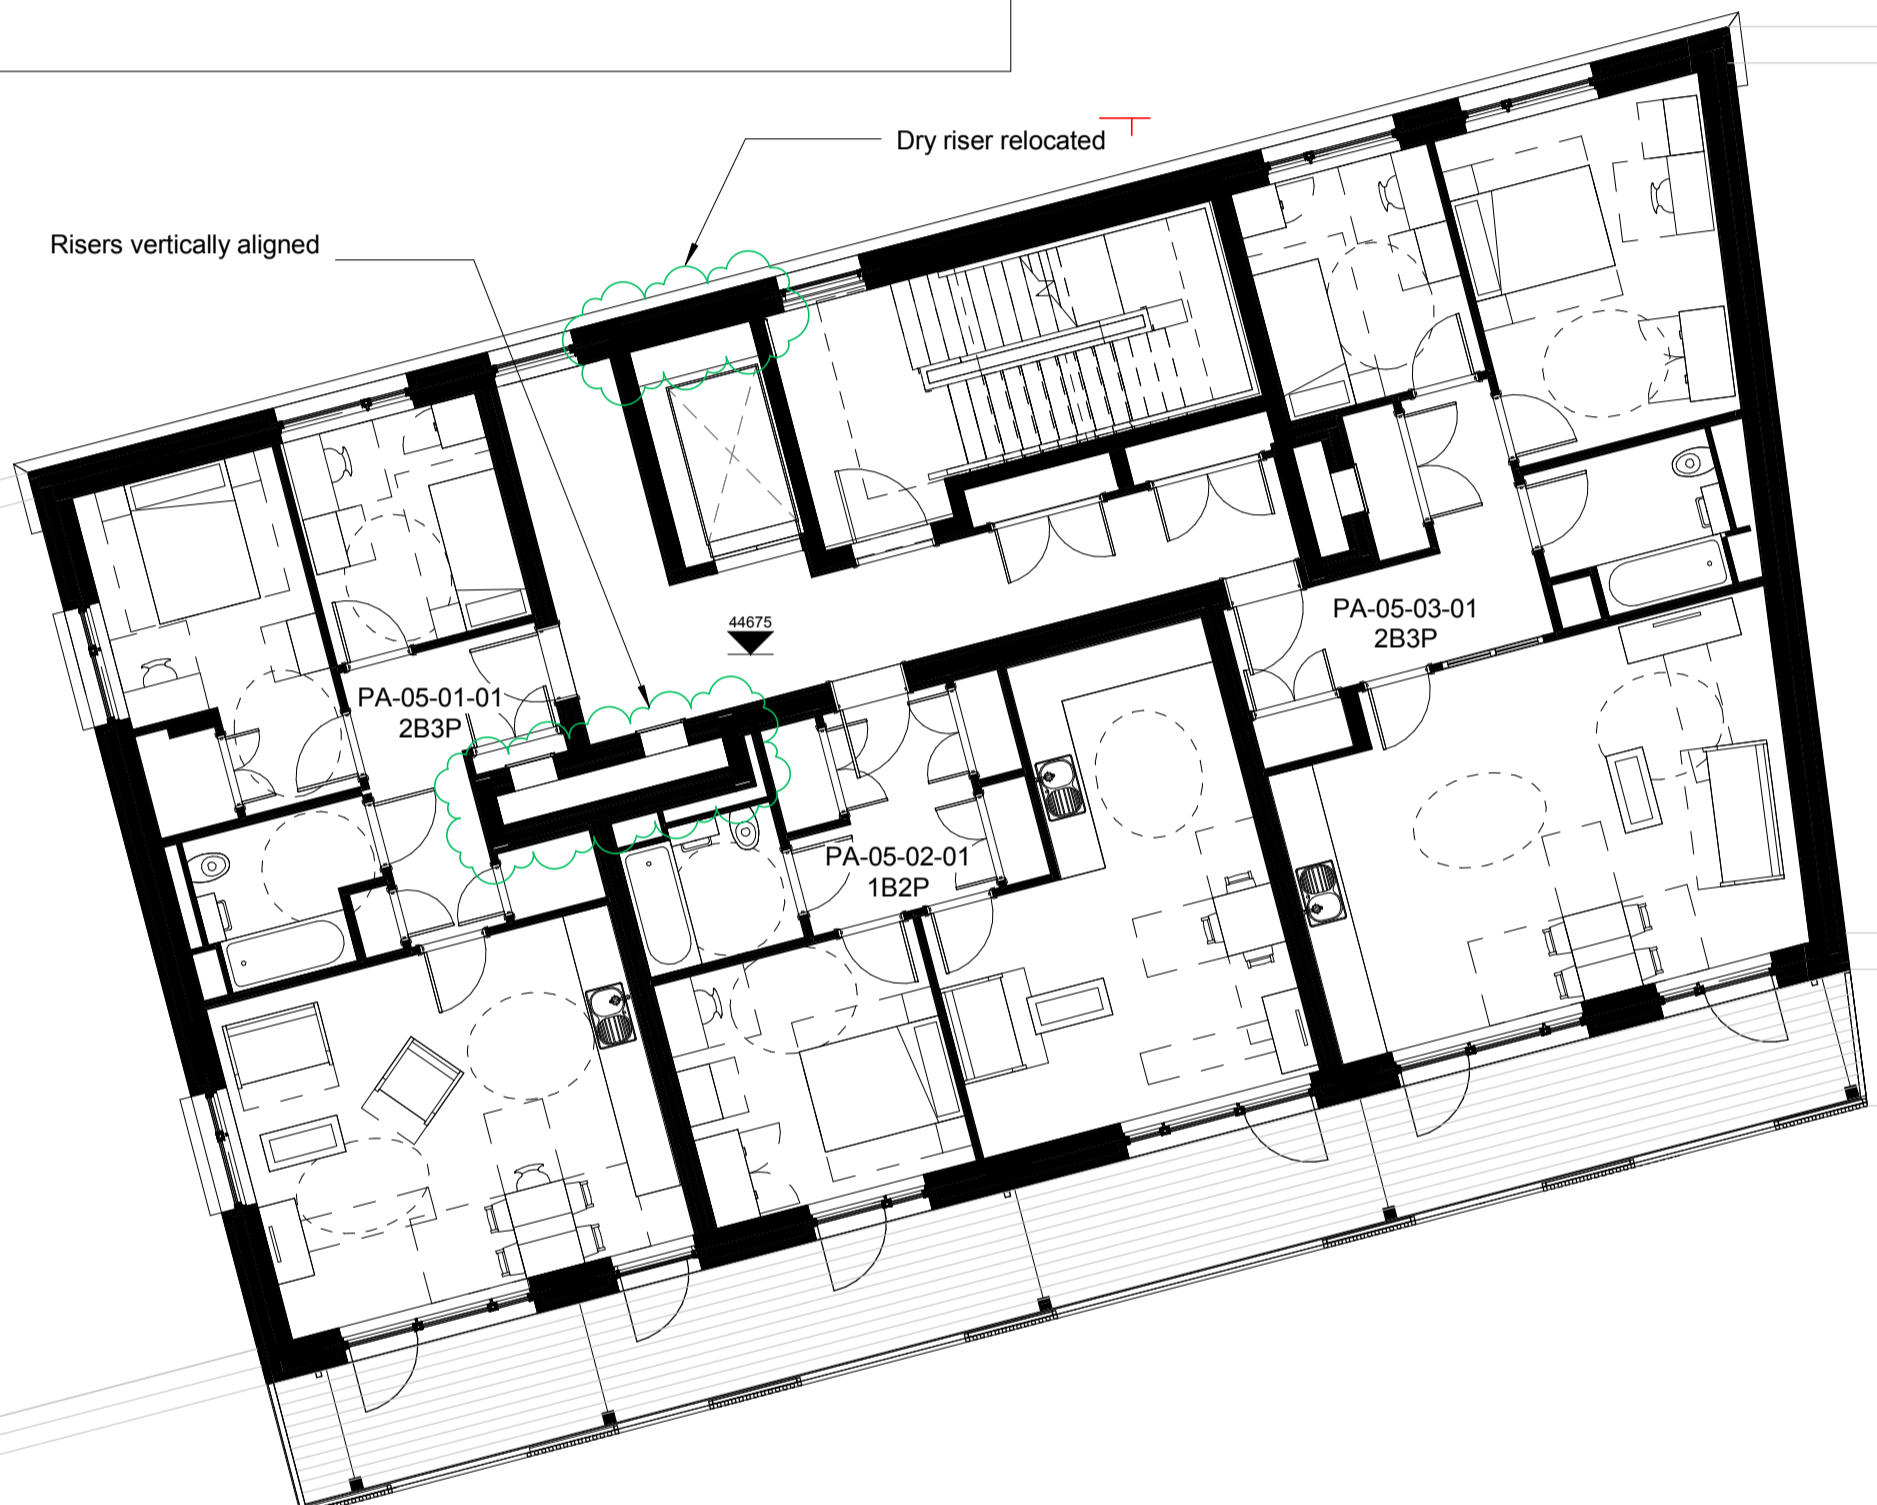 Dry riser relocated
Risers vertically aligned
44675
PA-05-03-01
2B3P
PA-05-01-01
2B3P
PA-05-02-01
1B2P